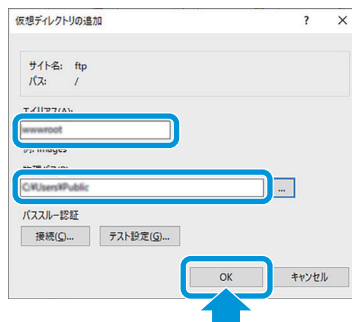 仮想ディレクトリの追加 ? ×
サイト名: ftp
パス: /
エイリアス(A):
wwwroot
例: images
物理パス(P):
C:¥Users¥Public ...
パススルー認証
接続(C)... テスト設定(G)...
OK キャンセル